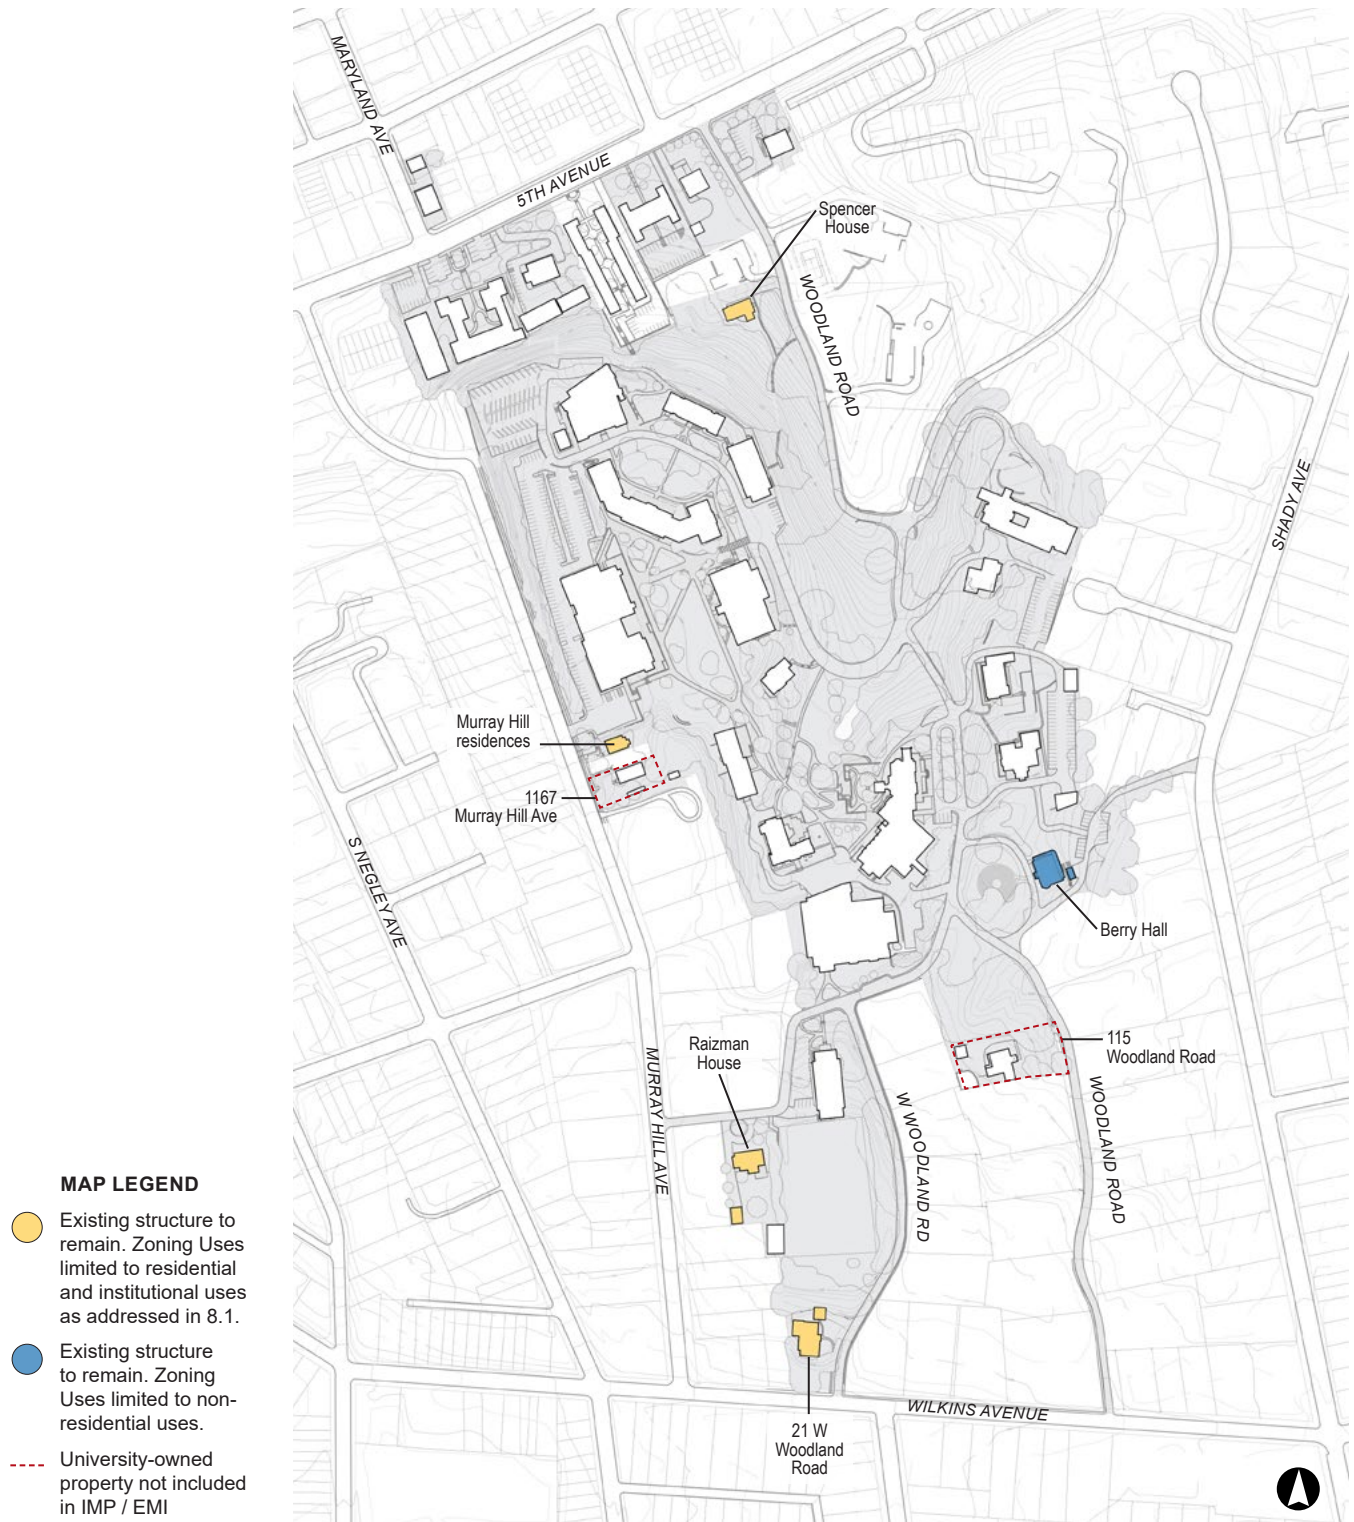 MARYLAND AVE
5TH AVENUE
Spencer
House
WOODLAND ROAD
SHADY AVE
Murray Hill
residences
1167
Murray Hill Ave
S NEGLEY AVE
Berry Hall
Raizman
House
115
Woodland Road
MURRAY HILL AVE
W WOODLAND RD
WOODLAND ROAD
WILKINS AVENUE
21 W
Woodland
Road
MAP LEGEND
Existing structure to
remain. Zoning Uses
limited to residential
and institutional uses
as addressed in 8.1.
Existing structure
to remain. Zoning
Uses limited to non-
residential uses.
University-owned
property not included
in IMP / EMI